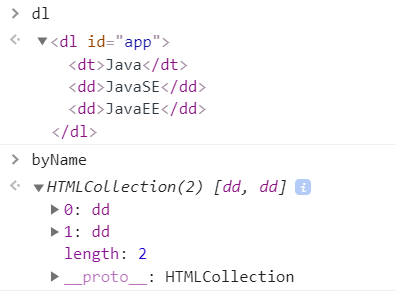 dl
<dl id="app">
<dt>Java</dt>
<dd>JavaSE</dd>
<dd>JavaEE</dd>
</dl>
byName
HTMLCollection(2) [dd, dd] i
0: dd
1: dd
length: 2
__proto__: HTMLCollection